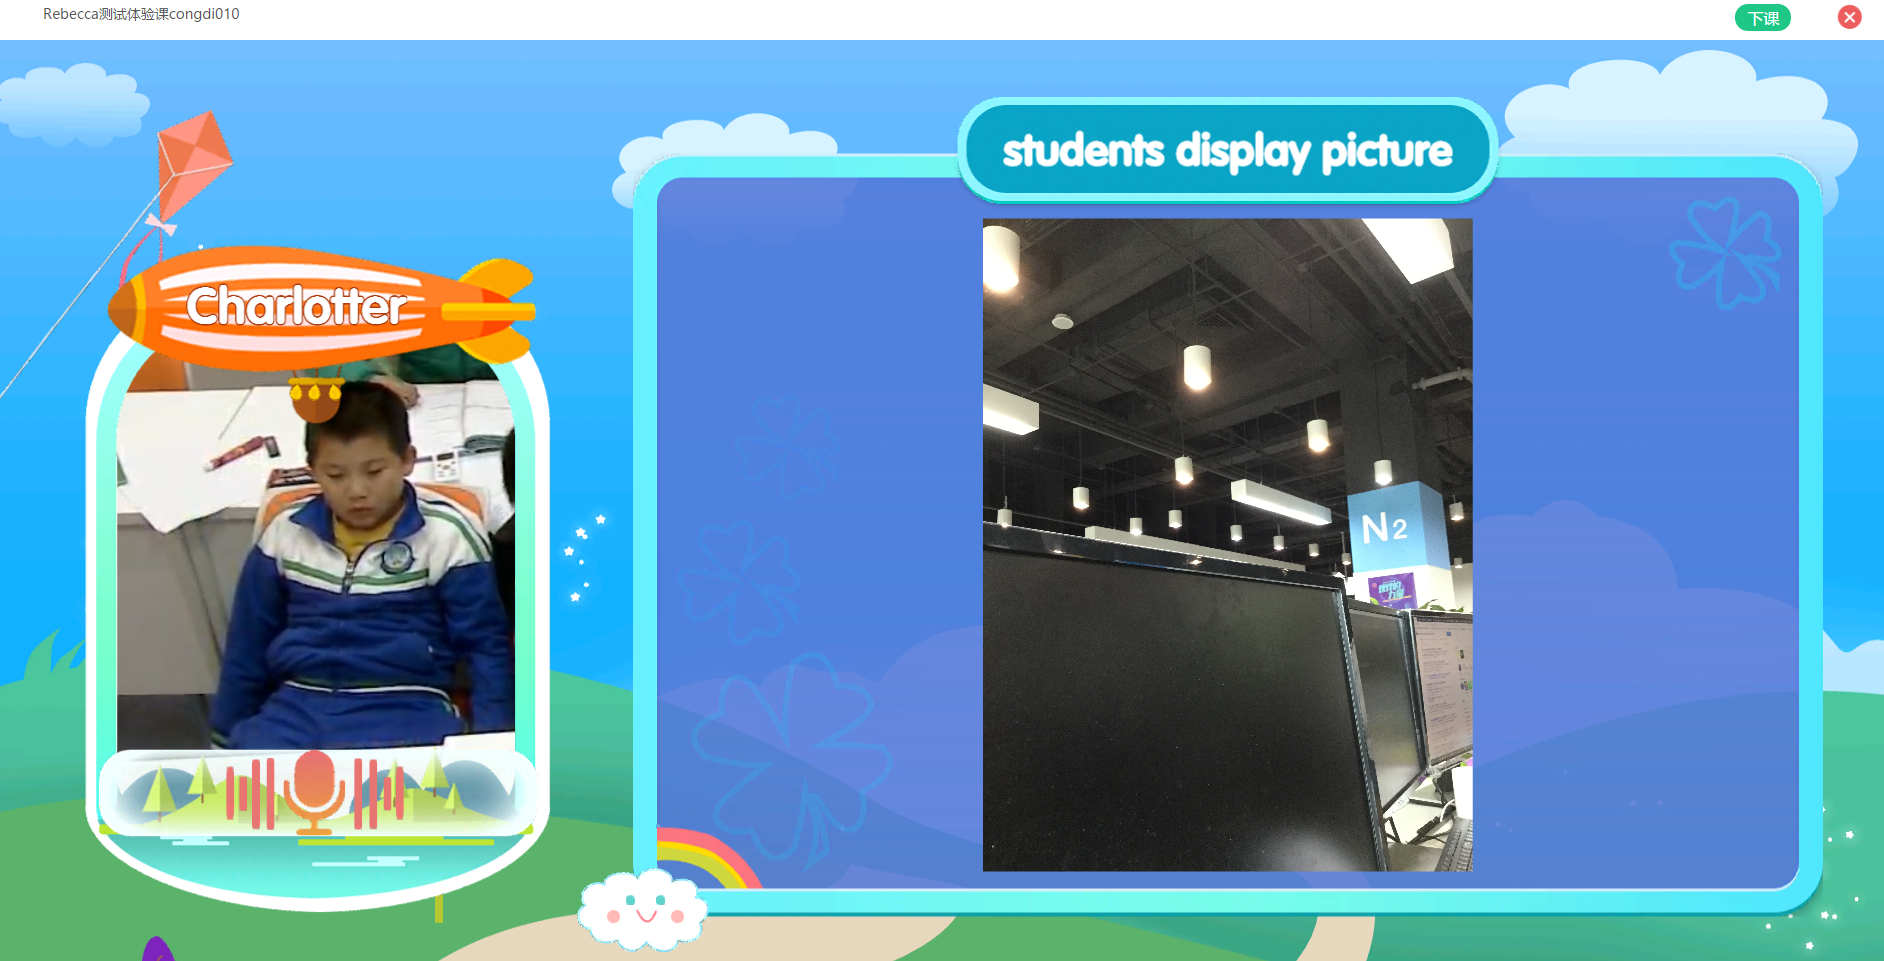 Rebecca测试体验课congdi010
下课
students display picture
Charlotter
N2